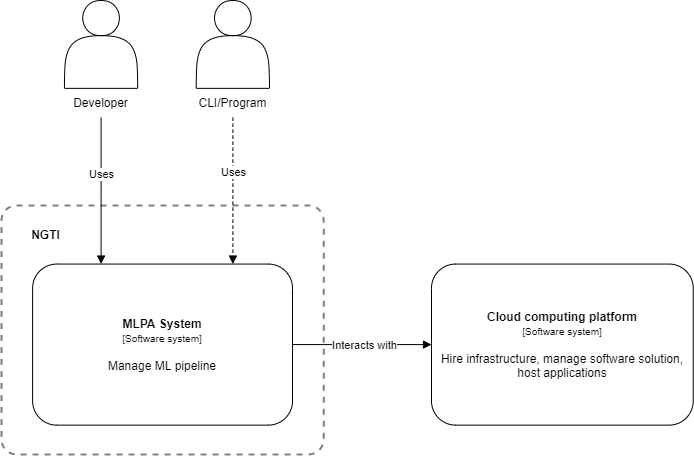 Developer
CLI/Program
Uses
Uses
NGTI
MLPA System
[Software system]
Manage ML pipeline
Interacts with
Cloud computing platform
[Software system]
Hire infrastructure, manage software solution,
host applications